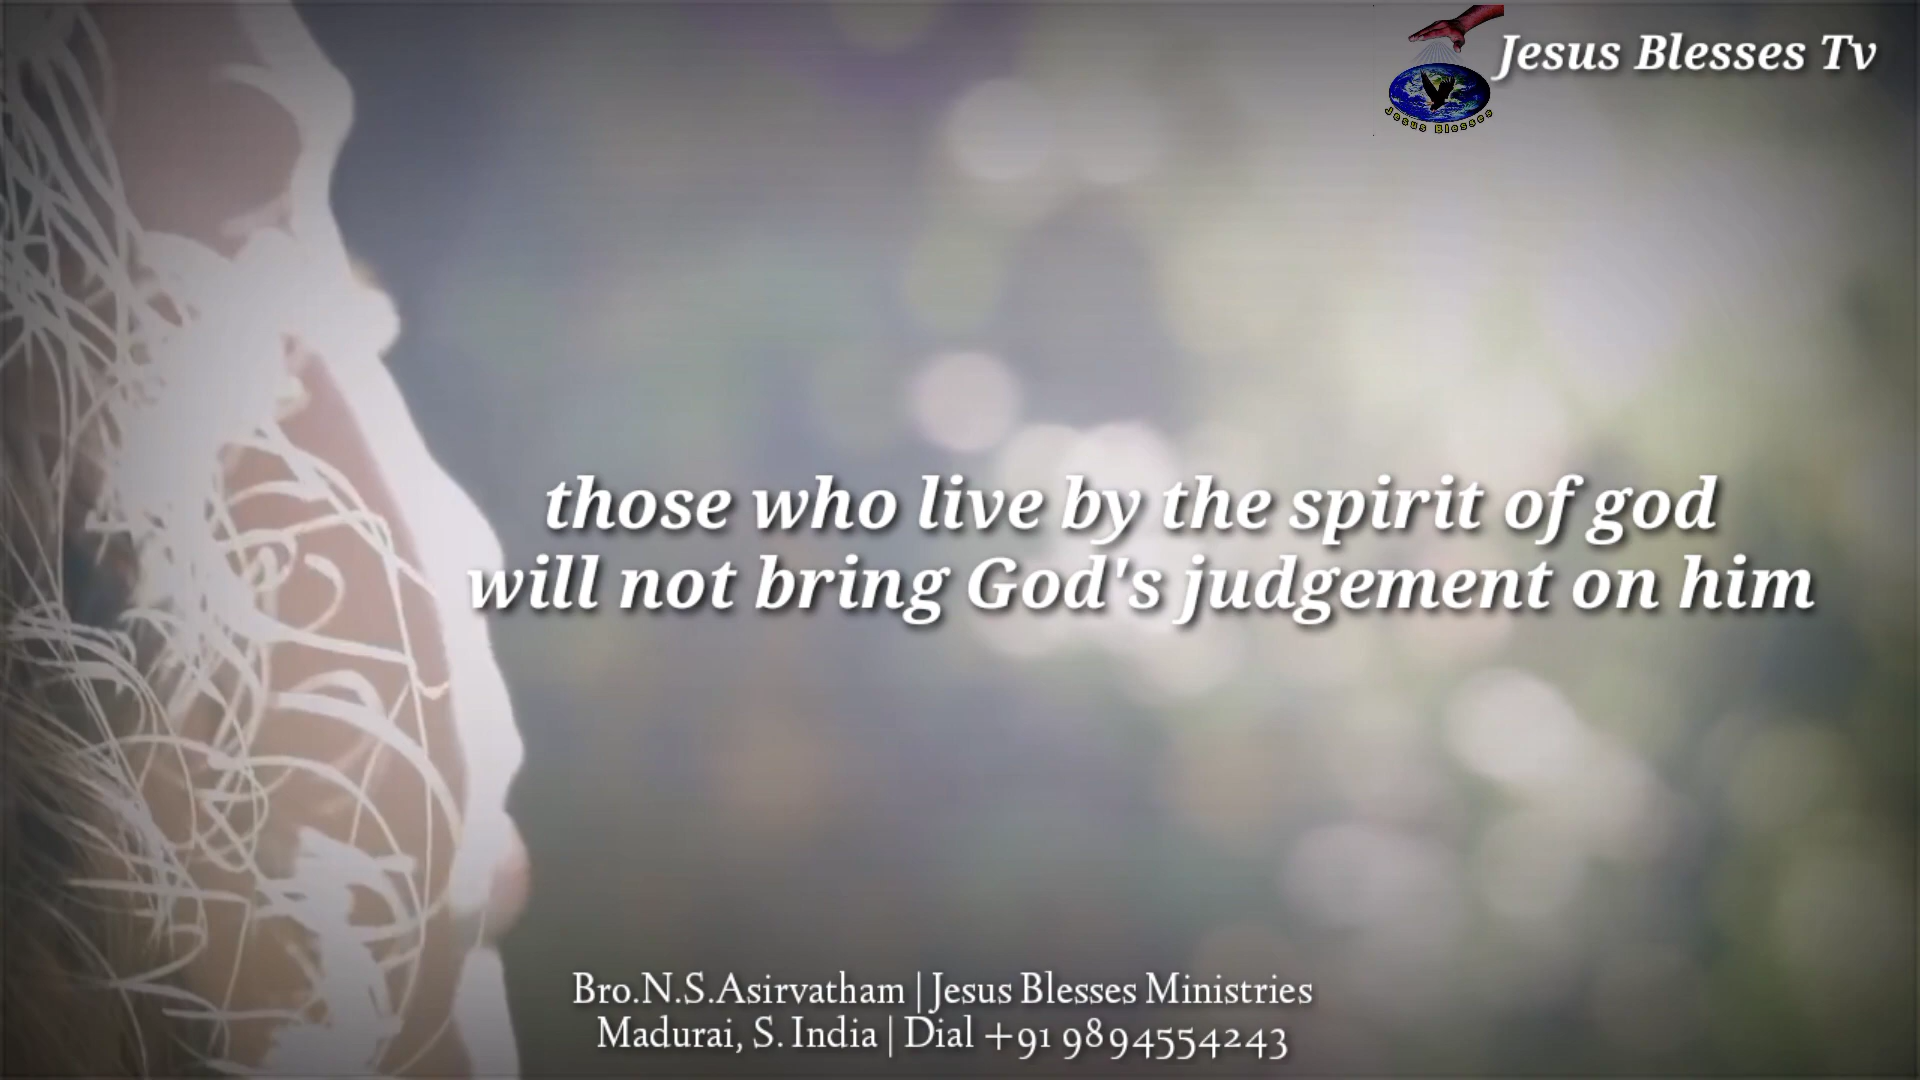 Jesus Blesses Tv
Jesus Blesses
those who live by the spirit of god
will not bring God's judgement on him
Bro.N.S.Asirvatham | Jesus Blesses Ministries
Madurai, S. India | Dial +91 9894554243